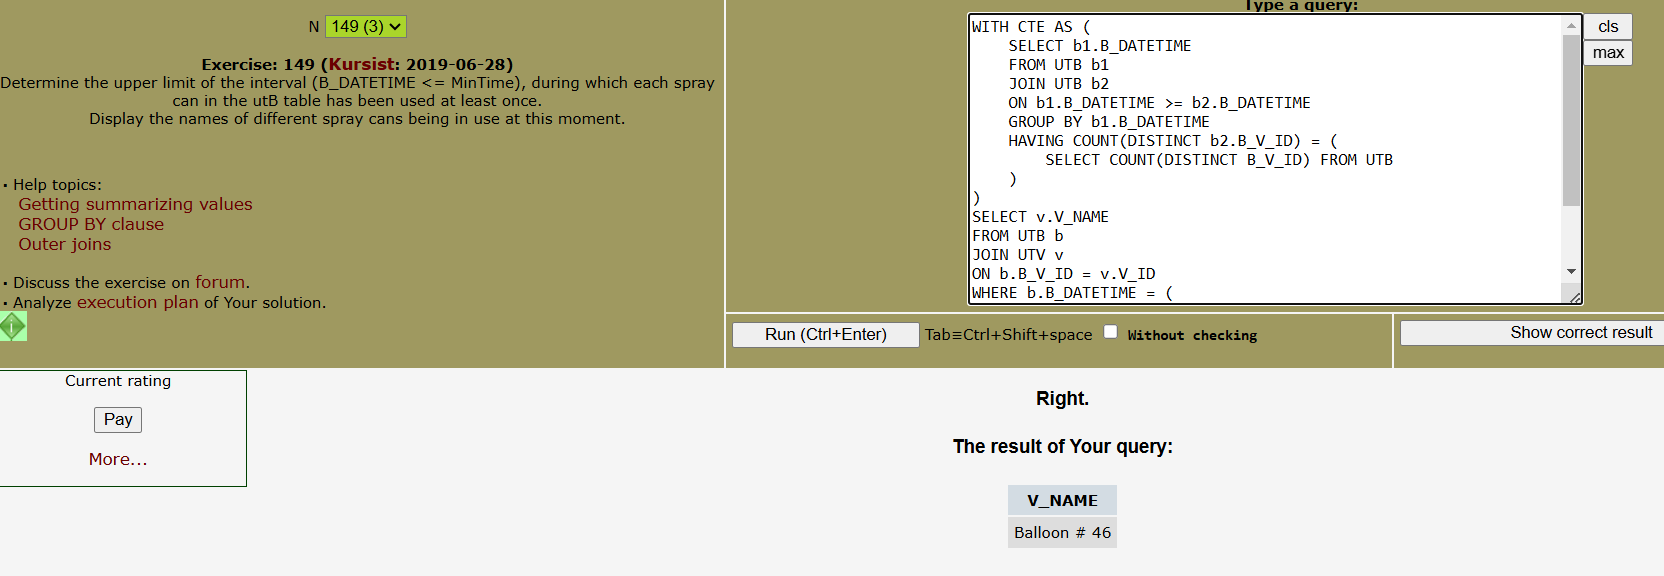 N 149 (3)
Exercise: 149 (Kursist: 2019-06-28)
Determine the upper limit of the interval (B_DATETIME <= MinTime), during which each spray
can in the utB table has been used at least once.
Display the names of different spray cans being in use at this moment.
· Help topics:
Getting summarizing values
GROUP BY clause
Outer joins
· Discuss the exercise on forum.
· Analyze execution plan of Your solution.
Type a query:
WITH CTE AS (
    SELECT b1.B_DATETIME
    FROM UTB b1
    JOIN UTB b2
    ON b1.B_DATETIME >= b2.B_DATETIME
    GROUP BY b1.B_DATETIME
    HAVING COUNT(DISTINCT b2.B_V_ID) = (
        SELECT COUNT(DISTINCT B_V_ID) FROM UTB
    )
)
SELECT v.V_NAME
FROM UTB b
JOIN UTV v
ON b.B_V_ID = v.V_ID
WHERE b.B_DATETIME = (
cls
max
Run (Ctrl+Enter) Tab≡Ctrl+Shift+space Without checking
Show correct result
Current rating
Pay
More...
Right.
The result of Your query:
V_NAME
Balloon # 46